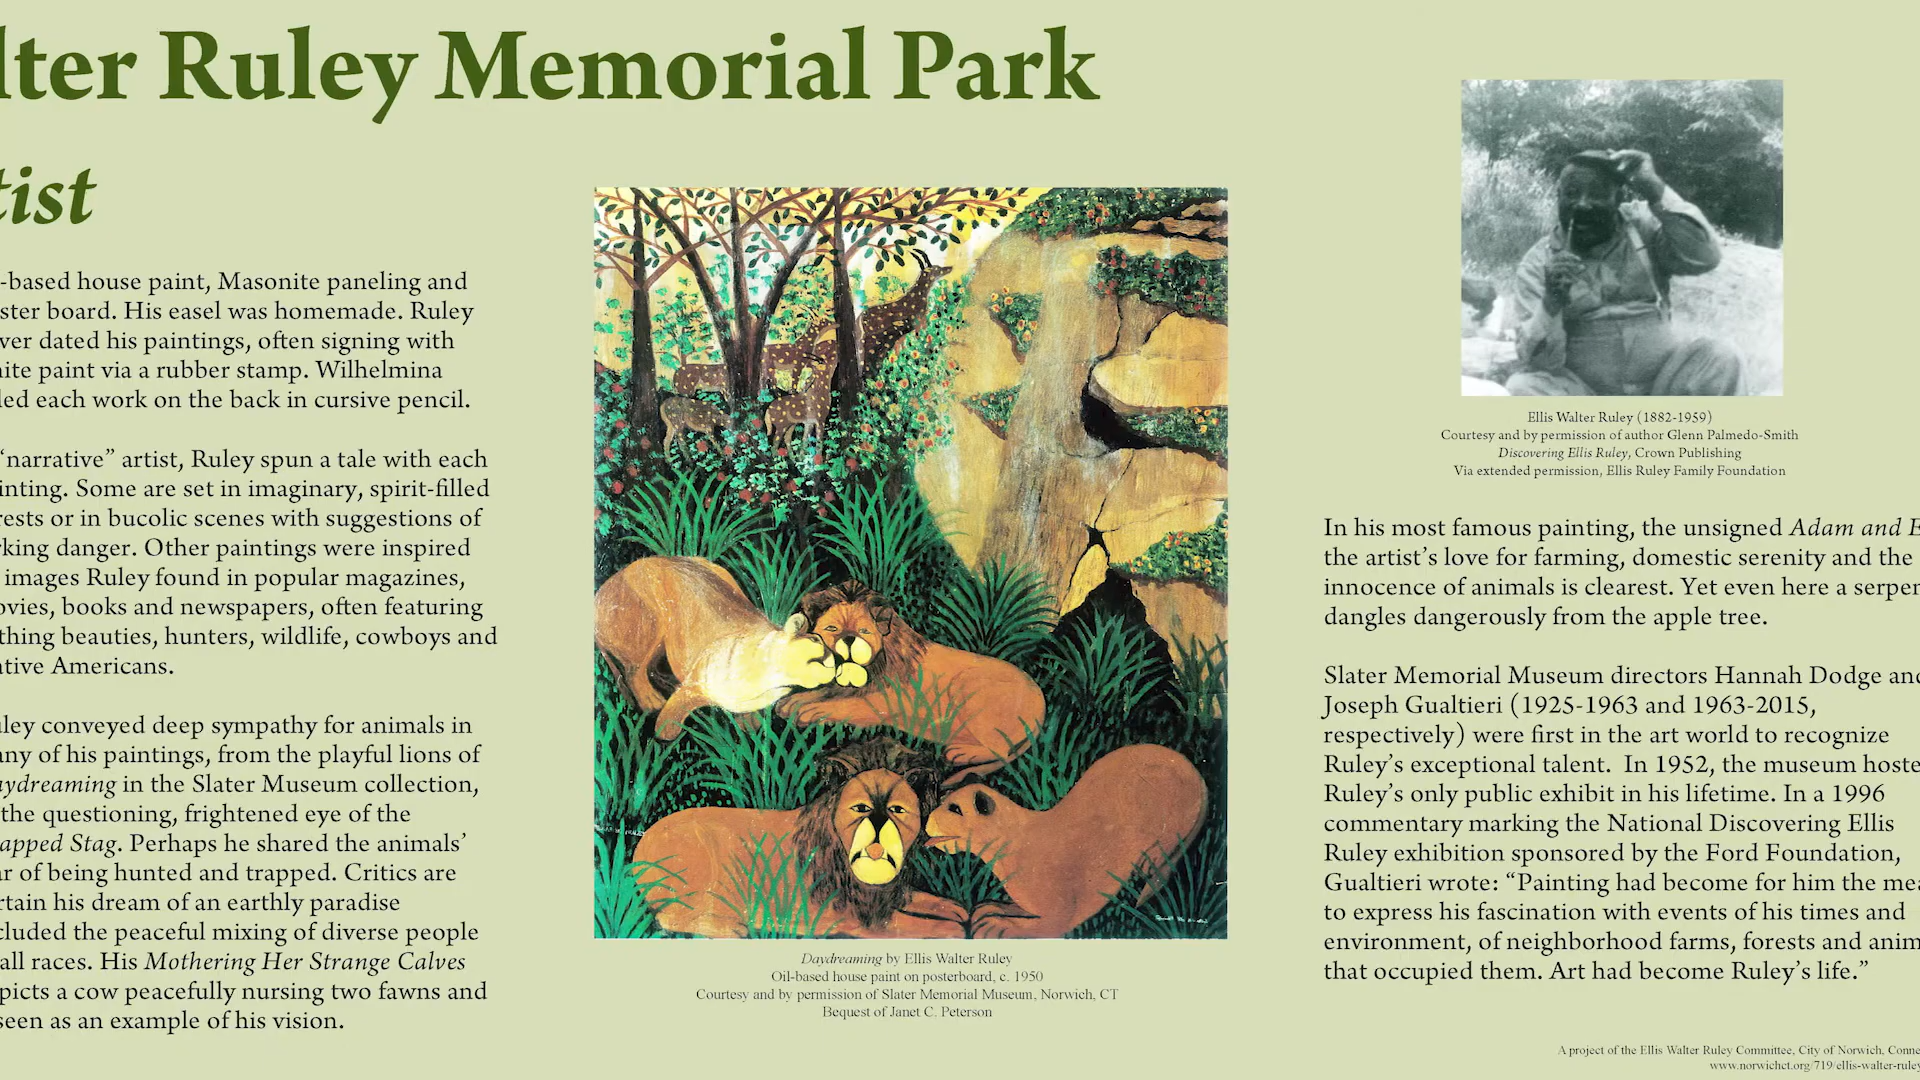 lter Ruley Memorial Park
tist
-based house paint, Masonite paneling and
ster board. His easel was homemade. Ruley
ver dated his paintings, often signing with
ite paint via a rubber stamp. Wilhelmina
led each work on the back in cursive pencil.
“narrative” artist, Ruley spun a tale with each
inting. Some are set in imaginary, spirit-filled
rests or in bucolic scenes with suggestions of
king danger. Other paintings were inspired
images Ruley found in popular magazines,
ovies, books and newspapers, often featuring
thing beauties, hunters, wildlife, cowboys and
ative Americans.
uley conveyed deep sympathy for animals in
any of his paintings, from the playful lions of
aydreaming in the Slater Museum collection,
the questioning, frightened eye of the
apped Stag. Perhaps he shared the animals’
ar of being hunted and trapped. Critics are
rtain his dream of an earthly paradise
cluded the peaceful mixing of diverse people
all races. His Mothering Her Strange Calves
picts a cow peacefully nursing two fawns and
seen as an example of his vision.
Daydreaming by Ellis Walter Ruley
Oil-based house paint on posterboard, c. 1950
Courtesy and by permission of Slater Memorial Museum, Norwich, CT
Bequest of Janet C. Peterson
Ellis Walter Ruley (1882-1959)
Courtesy and by permission of author Glenn Palmedo-Smith
Discovering Ellis Ruley, Crown Publishing
Via extended permission, Ellis Ruley Family Foundation
In his most famous painting, the unsigned Adam and E
the artist’s love for farming, domestic serenity and the
innocence of animals is clearest. Yet even here a serpen
dangles dangerously from the apple tree.
Slater Memorial Museum directors Hannah Dodge and
Joseph Gualtieri (1925-1963 and 1963-2015,
respectively) were first in the art world to recognize
Ruley’s exceptional talent. In 1952, the museum hoste
Ruley’s only public exhibit in his lifetime. In a 1996
commentary marking the National Discovering Ellis
Ruley exhibition sponsored by the Ford Foundation,
Gualtieri wrote: “Painting had become for him the mea
to express his fascination with events of his times and
environment, of neighborhood farms, forests and anim
that occupied them. Art had become Ruley’s life.”
A project of the Ellis Walter Ruley Committee, City of Norwich, Conne
www.norwichct.org/719/ellis-walter-ruley